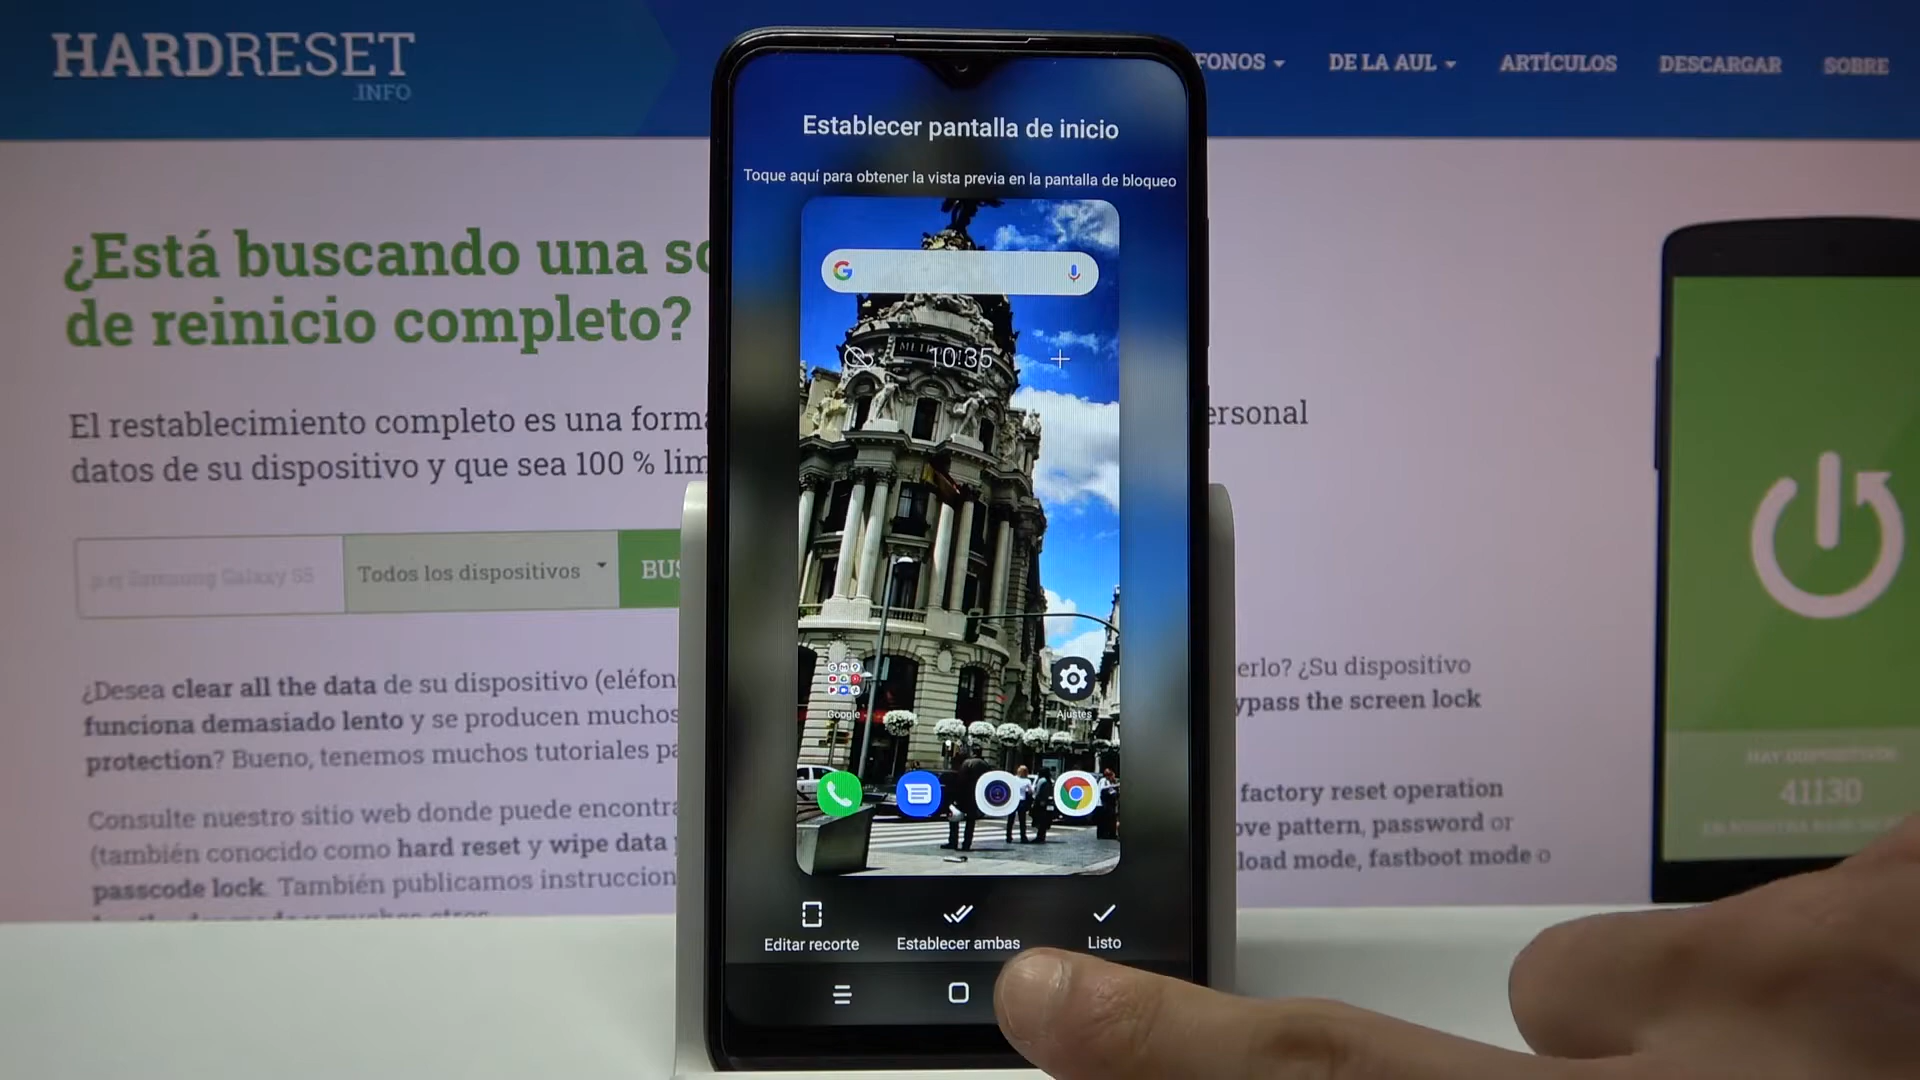 HARDRESET
.INFO
FONOS
DE LA AUL
ARTÍCULOS
DESCARGAR
SOBRE
¿Está buscando una so
de reinicio completo?
El restablecimiento completo es una forma
ersonal
datos de su dispositivo y que sea 100 % lim
Samsung Galaxy S5
Todos los dispositivos
BUS
¿Desea clear all the data de su dispositivo (eléfon
erlo? ¿Su dispositivo
funciona demasiado lento y se producen muchos
ypass the screen lock
protection? Bueno, tenemos muchos tutoriales pa
Consulte nuestro sitio web donde puede encontra
factory reset operation
(también conocido como hard reset y wipe data
ove pattern, password or
passcode lock. También publicamos instruccion
load mode, fastboot mode o
HAY DISPOSITIVOS
41130
Establecer pantalla de inicio
Toque aquí para obtener la vista previa en la pantalla de bloqueo
G
10:35
METR
Google
Ajustes
Editar recorte
Establecer ambas
Listo